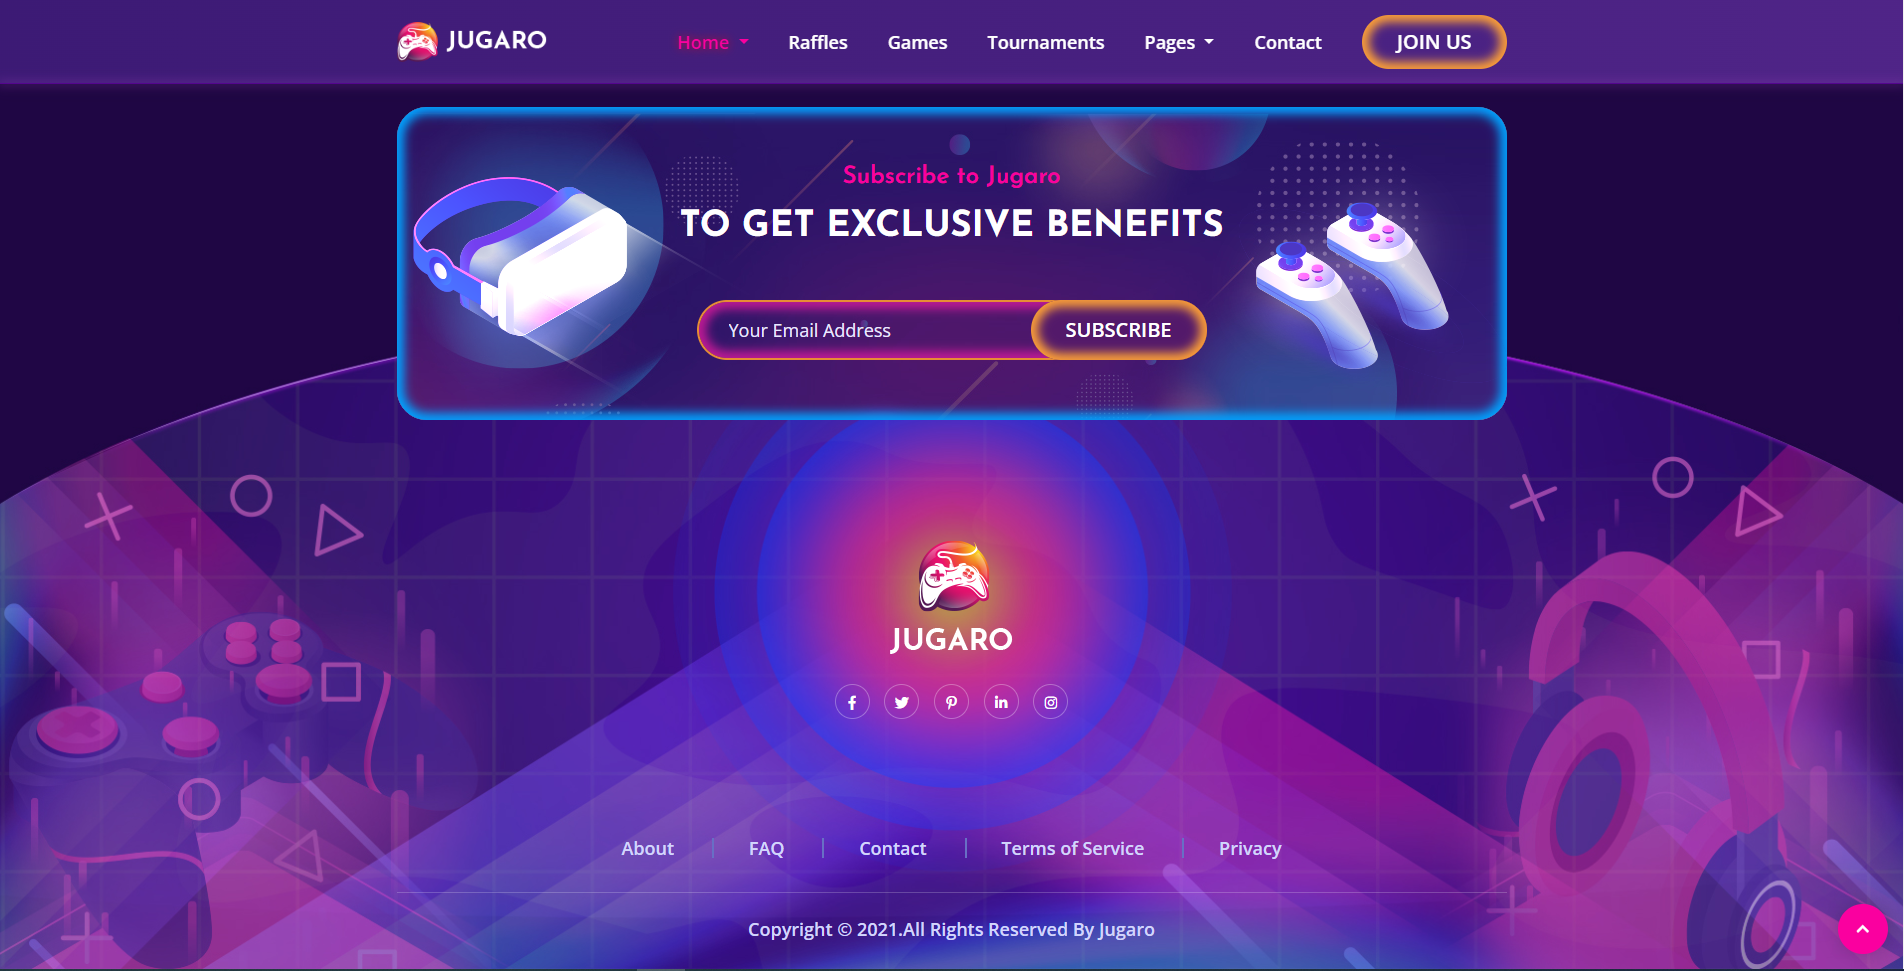 JUGARO
Home
Raffles
Games
Tournaments
Pages
Contact
JOIN US
Subscribe to Jugaro
TO GET EXCLUSIVE BENEFITS
Your Email Address
SUBSCRIBE
JUGARO
About
FAQ
Contact
Terms of Service
Privacy
Copyright © 2021.All Rights Reserved By Jugaro